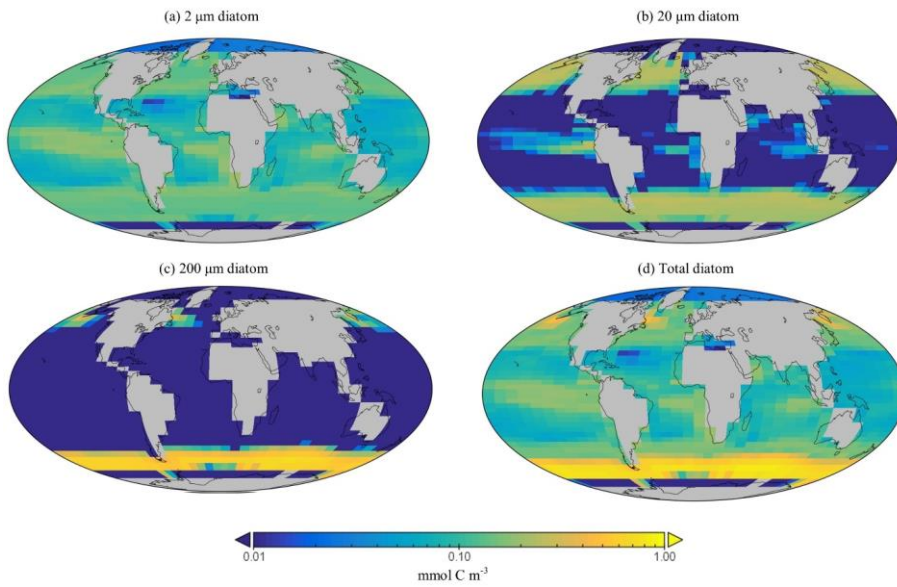 (a) 2 μm diatom
(b) 20 μm diatom
(c) 200 μm diatom
(d) Total diatom
0.01 0.10 1.00
mmol C m⁻³